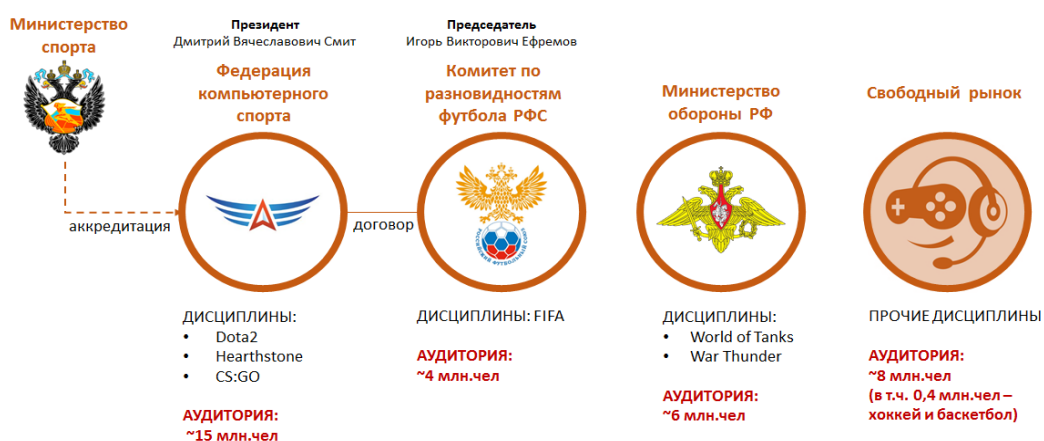 Министерство
спорта
аккредитация
Президент
Дмитрий Вячеславович Смит
Федерация
компьютерного
спорта
ДИСЦИПЛИНЫ:
• Dota2
• Hearthstone
• CS:GO
АУДИТОРИЯ:
~15 млн.чел
договор
Председатель
Игорь Викторович Ефремов
Комитет по
разновидностям
футбола РФС
РОССИЙСКИЙ ФУТБОЛЬНЫЙ СОЮЗ
ДИСЦИПЛИНЫ: FIFA
АУДИТОРИЯ:
~4 млн.чел
Министерство
обороны РФ
ДИСЦИПЛИНЫ:
• World of Tanks
• War Thunder
АУДИТОРИЯ:
~6 млн.чел
Свободный рынок
ПРОЧИЕ ДИСЦИПЛИНЫ
АУДИТОРИЯ:
~8 млн.чел
(в т.ч. 0,4 млн.чел –
хоккей и баскетбол)